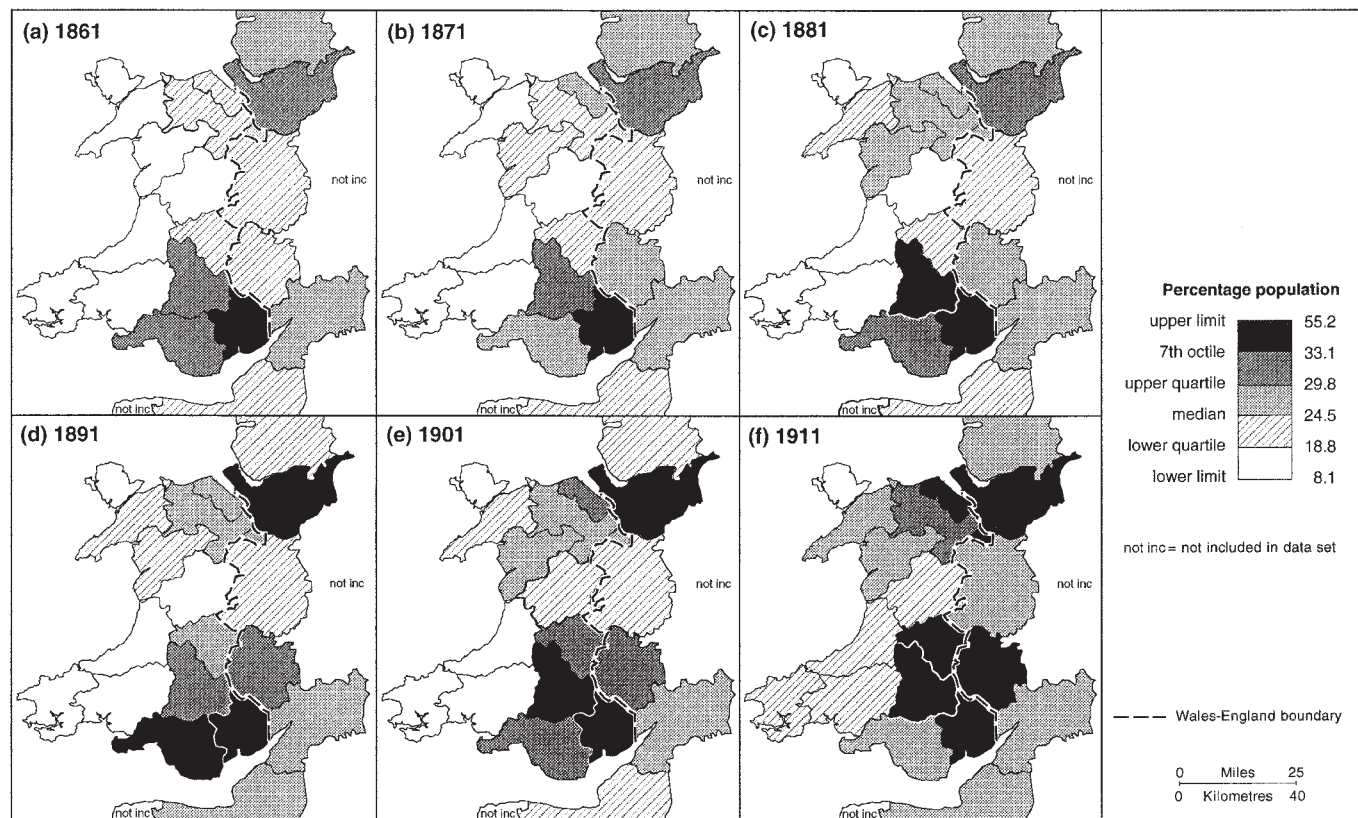 (a) 1861
(b) 1871
(c) 1881
not inc
not inc
not inc
not inc
not inc
not inc
(d) 1891
(e) 1901
(f) 1911
not inc
not inc
not inc
not inc
not inc
not inc
Percentage population
upper limit 55.2
7th octile 33.1
upper quartile 29.8
median 24.5
lower quartile 18.8
lower limit 8.1
not inc = not included in data set
Wales-England boundary
0 Miles 25
0 Kilometres 40